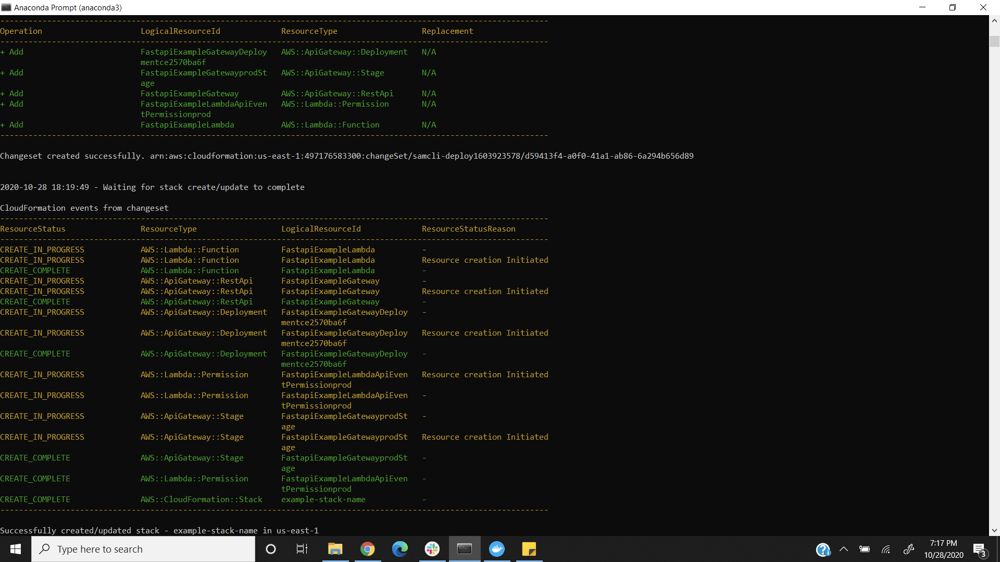 Anaconda Prompt (anaconda3)
---------------------------------------------------------------------------------------------------------------------
Operation LogicalResourceId ResourceType Replacement
---------------------------------------------------------------------------------------------------------------------
+ Add FastapiExampleGatewayDeploy AWS::ApiGateway::Deployment N/A
mentce2570ba6f
+ Add FastapiExampleGatewayprodSt AWS::ApiGateway::Stage N/A
age
+ Add FastapiExampleGateway AWS::ApiGateway::RestApi N/A
+ Add FastapiExampleLambdaApiEven AWS::Lambda::Permission N/A
tPermissionprod
+ Add FastapiExampleLambda AWS::Lambda::Function N/A
---------------------------------------------------------------------------------------------------------------------
Changeset created successfully. arn:aws:cloudformation:us-east-1:497176583300:changeSet/samcli-deploy1603923578/d59413f4-a0f0-41a1-ab86-6a294b656d89
2020-10-28 18:19:49 - Waiting for stack create/update to complete
CloudFormation events from changeset
---------------------------------------------------------------------------------------------------------------------
ResourceStatus ResourceType LogicalResourceId ResourceStatusReason
---------------------------------------------------------------------------------------------------------------------
CREATE_IN_PROGRESS AWS::Lambda::Function FastapiExampleLambda -
CREATE_IN_PROGRESS AWS::Lambda::Function FastapiExampleLambda Resource creation Initiated
CREATE_COMPLETE AWS::Lambda::Function FastapiExampleLambda -
CREATE_IN_PROGRESS AWS::ApiGateway::RestApi FastapiExampleGateway -
CREATE_IN_PROGRESS AWS::ApiGateway::RestApi FastapiExampleGateway Resource creation Initiated
CREATE_COMPLETE AWS::ApiGateway::RestApi FastapiExampleGateway -
CREATE_IN_PROGRESS AWS::ApiGateway::Deployment FastapiExampleGatewayDeploy -
mentce2570ba6f
CREATE_IN_PROGRESS AWS::ApiGateway::Deployment FastapiExampleGatewayDeploy Resource creation Initiated
mentce2570ba6f
CREATE_COMPLETE AWS::ApiGateway::Deployment FastapiExampleGatewayDeploy -
mentce2570ba6f
CREATE_IN_PROGRESS AWS::Lambda::Permission FastapiExampleLambdaApiEven Resource creation Initiated
tPermissionprod
CREATE_IN_PROGRESS AWS::Lambda::Permission FastapiExampleLambdaApiEven -
tPermissionprod
CREATE_IN_PROGRESS AWS::ApiGateway::Stage FastapiExampleGatewayprodSt -
age
CREATE_IN_PROGRESS AWS::ApiGateway::Stage FastapiExampleGatewayprodSt Resource creation Initiated
age
CREATE_COMPLETE AWS::ApiGateway::Stage FastapiExampleGatewayprodSt -
age
CREATE_COMPLETE AWS::Lambda::Permission FastapiExampleLambdaApiEven -
tPermissionprod
CREATE_COMPLETE AWS::CloudFormation::Stack example-stack-name -
---------------------------------------------------------------------------------------------------------------------
Successfully created/updated stack - example-stack-name in us-east-1
Type here to search
7:17 PM
10/28/2020
3